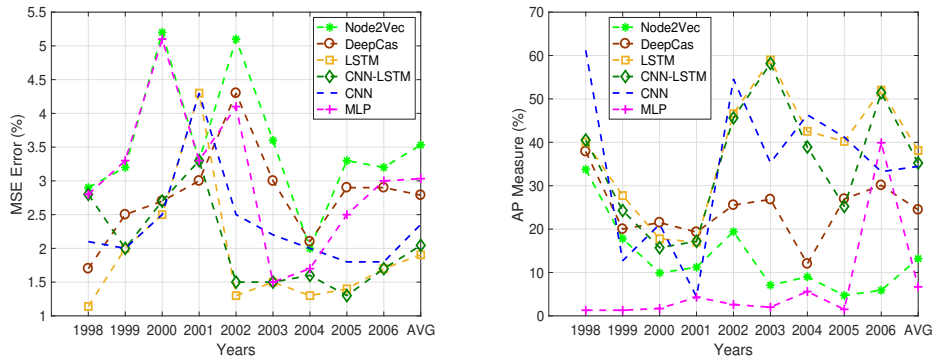 5.5
5
4.5
4
3.5
3
2.5
2
1.5
1
MSE Error (%)
Node2Vec
DeepCas
LSTM
CNN-LSTM
CNN
MLP
1998 1999 2000 2001 2002 2003 2004 2005 2006 AVG
Years
70
60
50
40
30
20
10
0
AP Measure (%)
Node2Vec
DeepCas
LSTM
CNN-LSTM
CNN
MLP
1998 1999 2000 2001 2002 2003 2004 2005 2006 AVG
Years